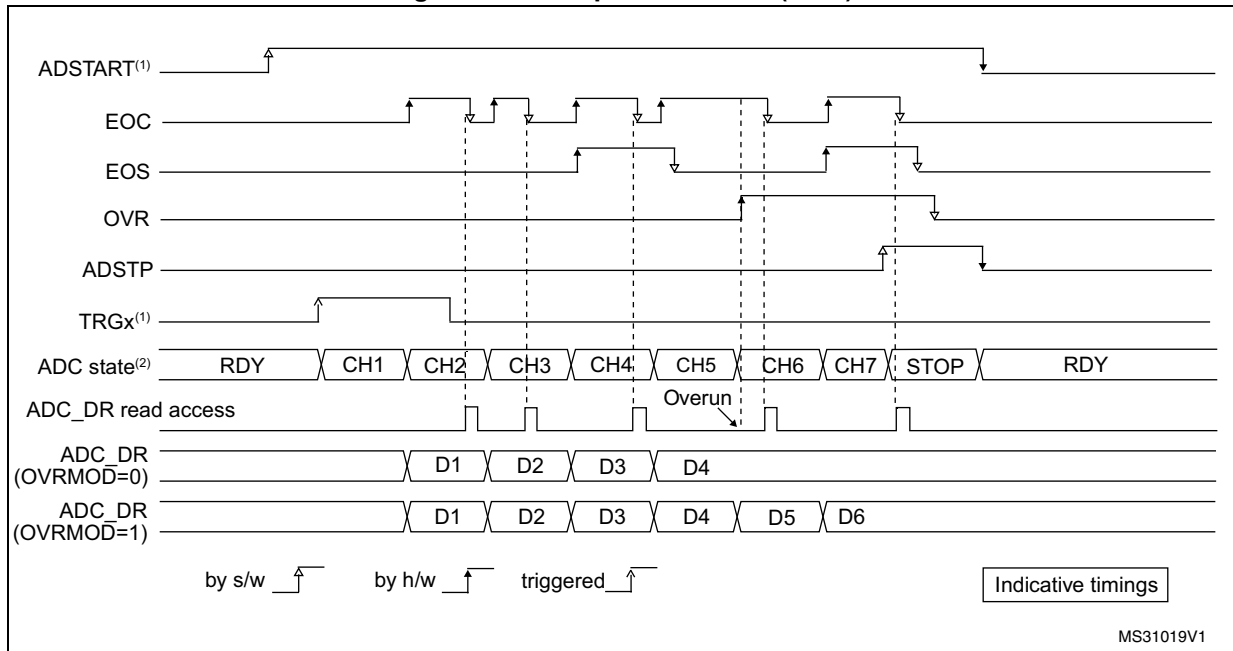 ADSTART(1)
EOC
EOS
OVR
ADSTP
TRGx(1)
ADC state(2) RDY CH1 CH2 CH3 CH4 CH5 CH6 CH7 STOP RDY
ADC_DR read access Overun
ADC_DR
(OVRMOD=0) D1 D2 D3 D4
ADC_DR
(OVRMOD=1) D1 D2 D3 D4 D5 D6
by s/w by h/w triggered Indicative timings
MS31019V1